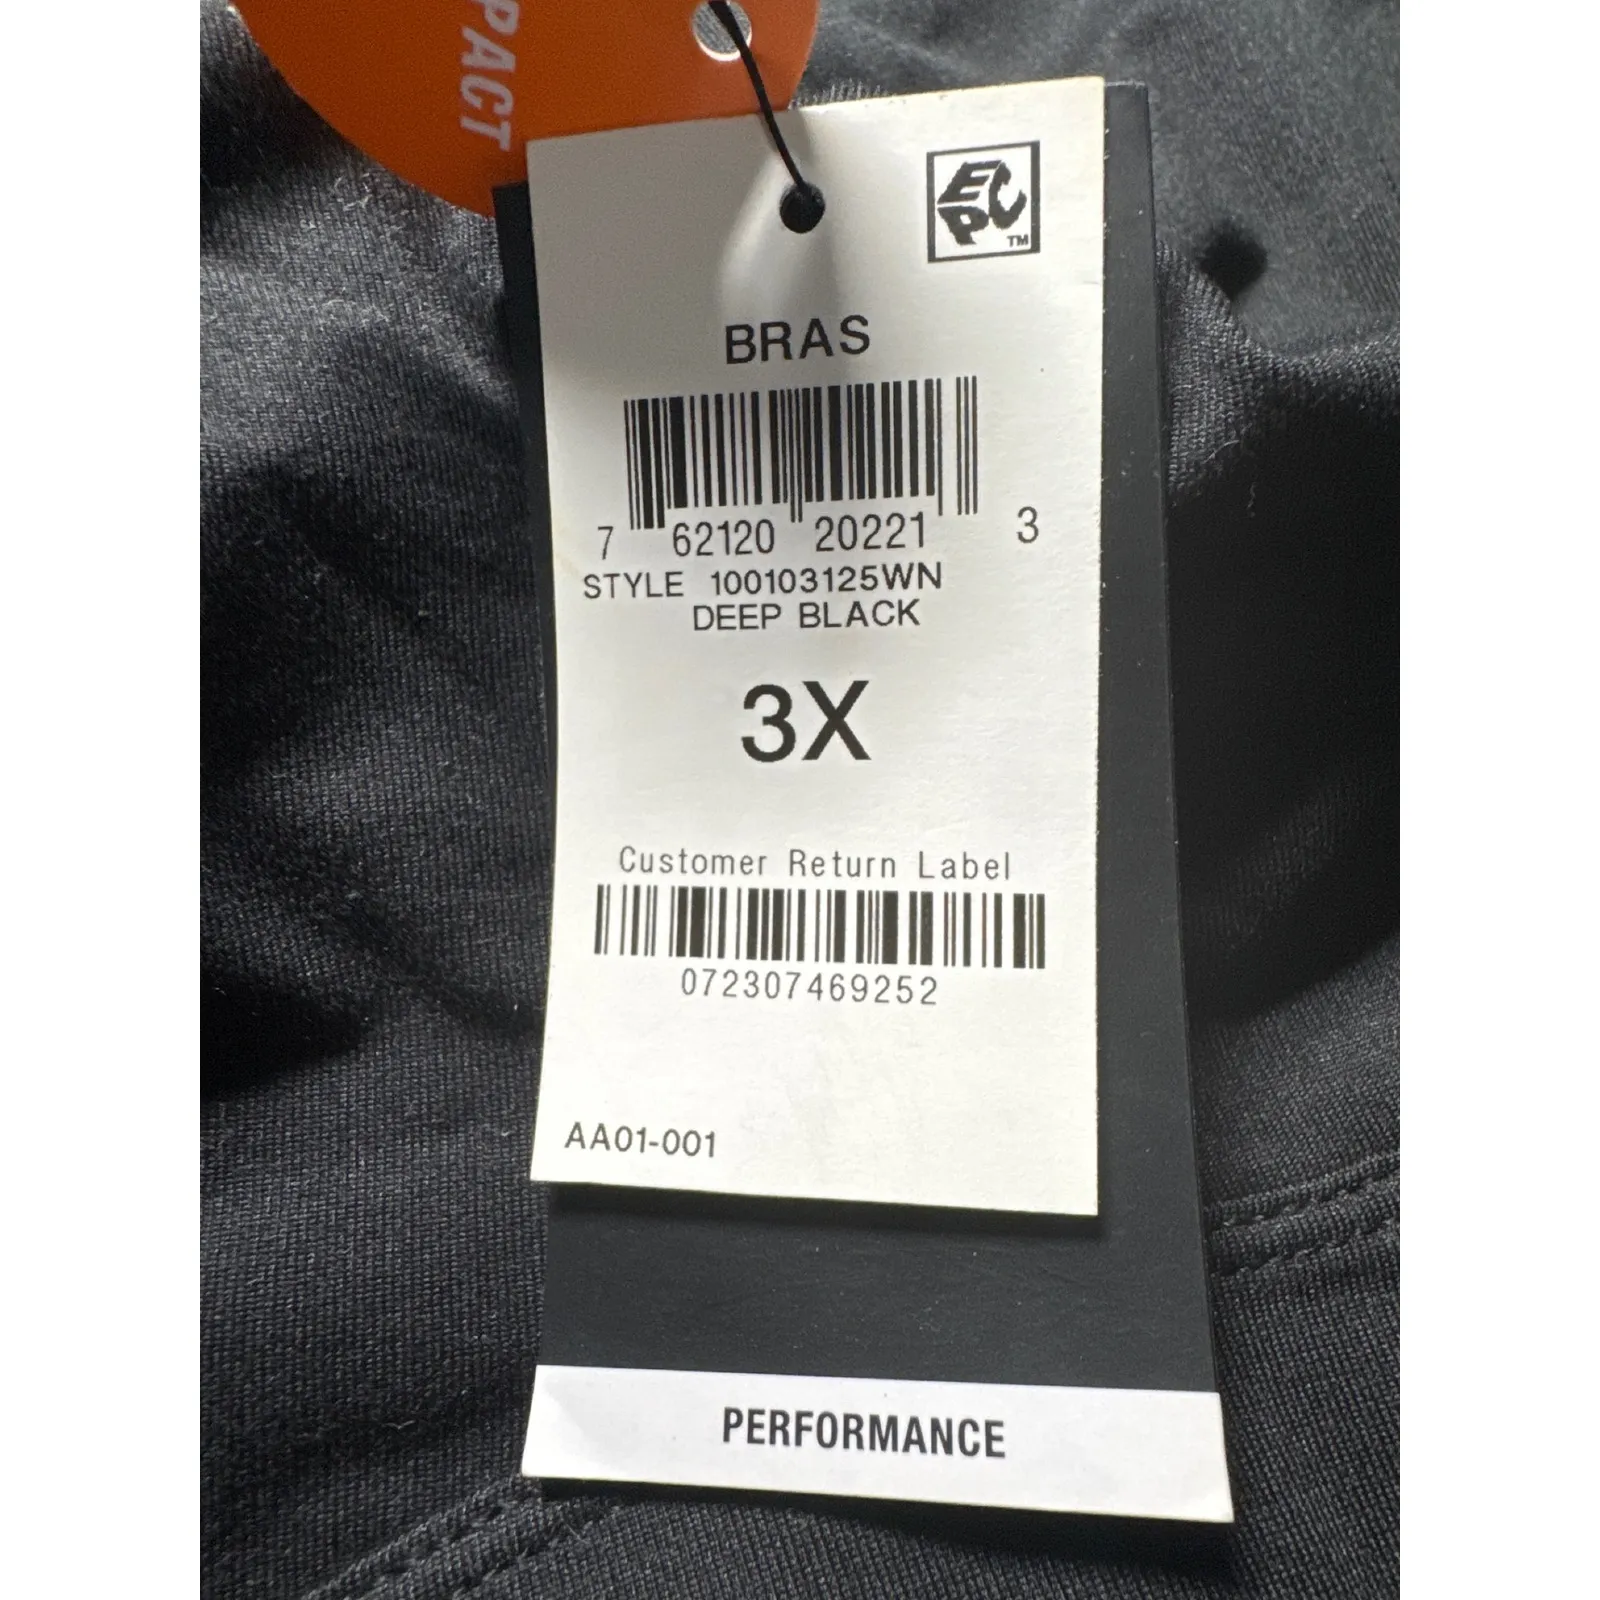 PACT
EPC
TM
BRAS
7 62120 20221 3
STYLE 100103125WN
DEEP BLACK
3X
Customer Return Label
072307469252
AA01-001
PERFORMANCE